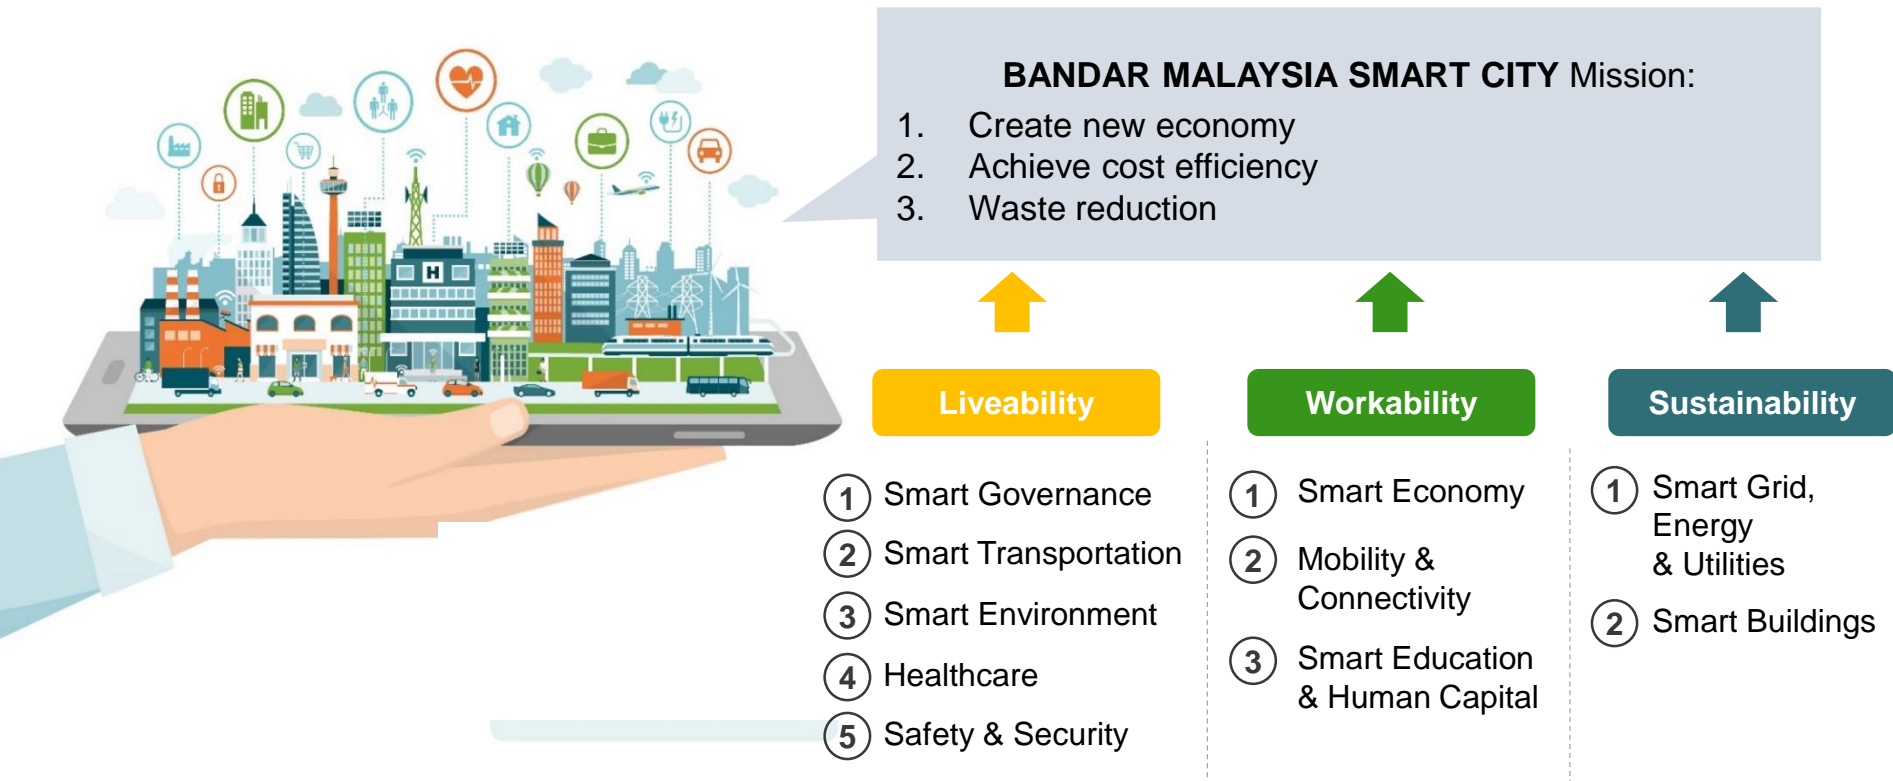 BANDAR MALAYSIA SMART CITY Mission:
1. Create new economy
2. Achieve cost efficiency
3. Waste reduction
H
Liveability
1 Smart Governance
2 Smart Transportation
3 Smart Environment
4 Healthcare
5 Safety & Security
Workability
1 Smart Economy
2 Mobility &
Connectivity
3 Smart Education
& Human Capital
Sustainability
1 Smart Grid,
Energy
& Utilities
2 Smart Buildings